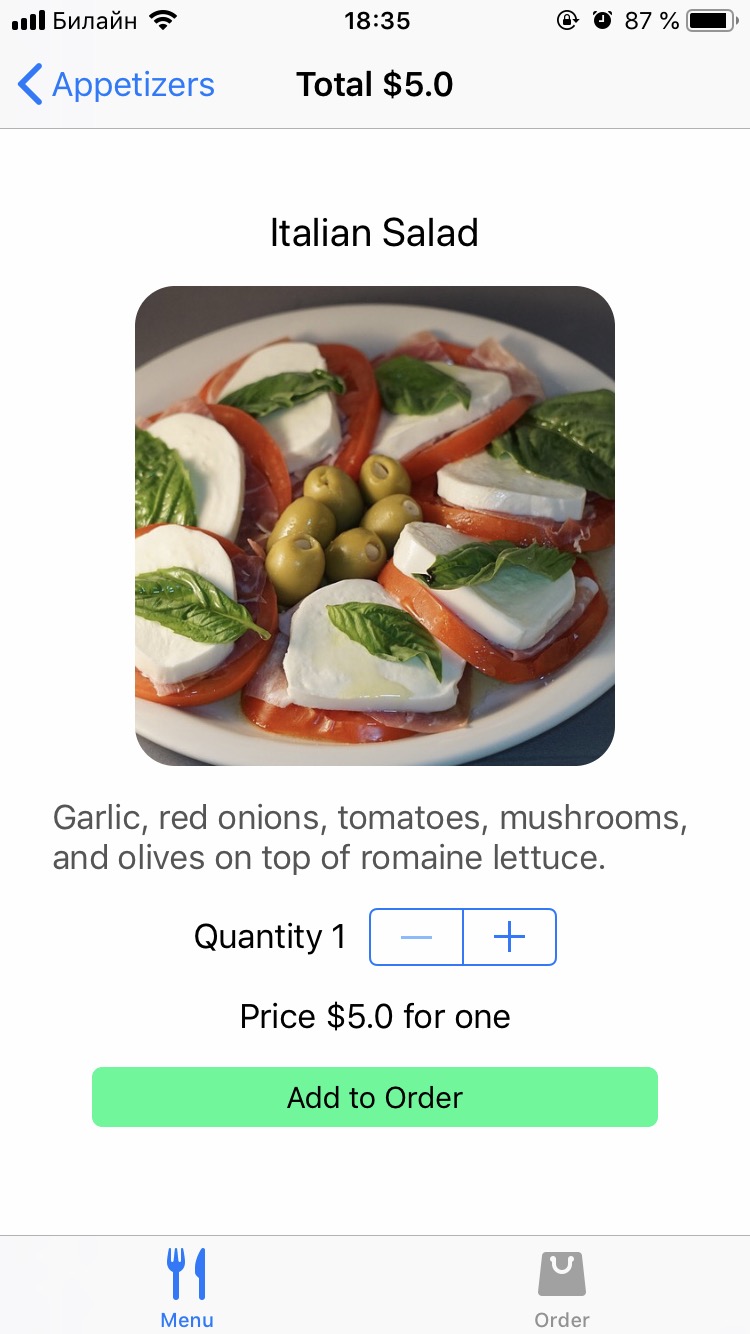 Билайн 18:35 87 %
Appetizers Total $5.0
Italian Salad
Garlic, red onions, tomatoes, mushrooms,
and olives on top of romaine lettuce.
Quantity 1
Price $5.0 for one
Add to Order
Menu Order